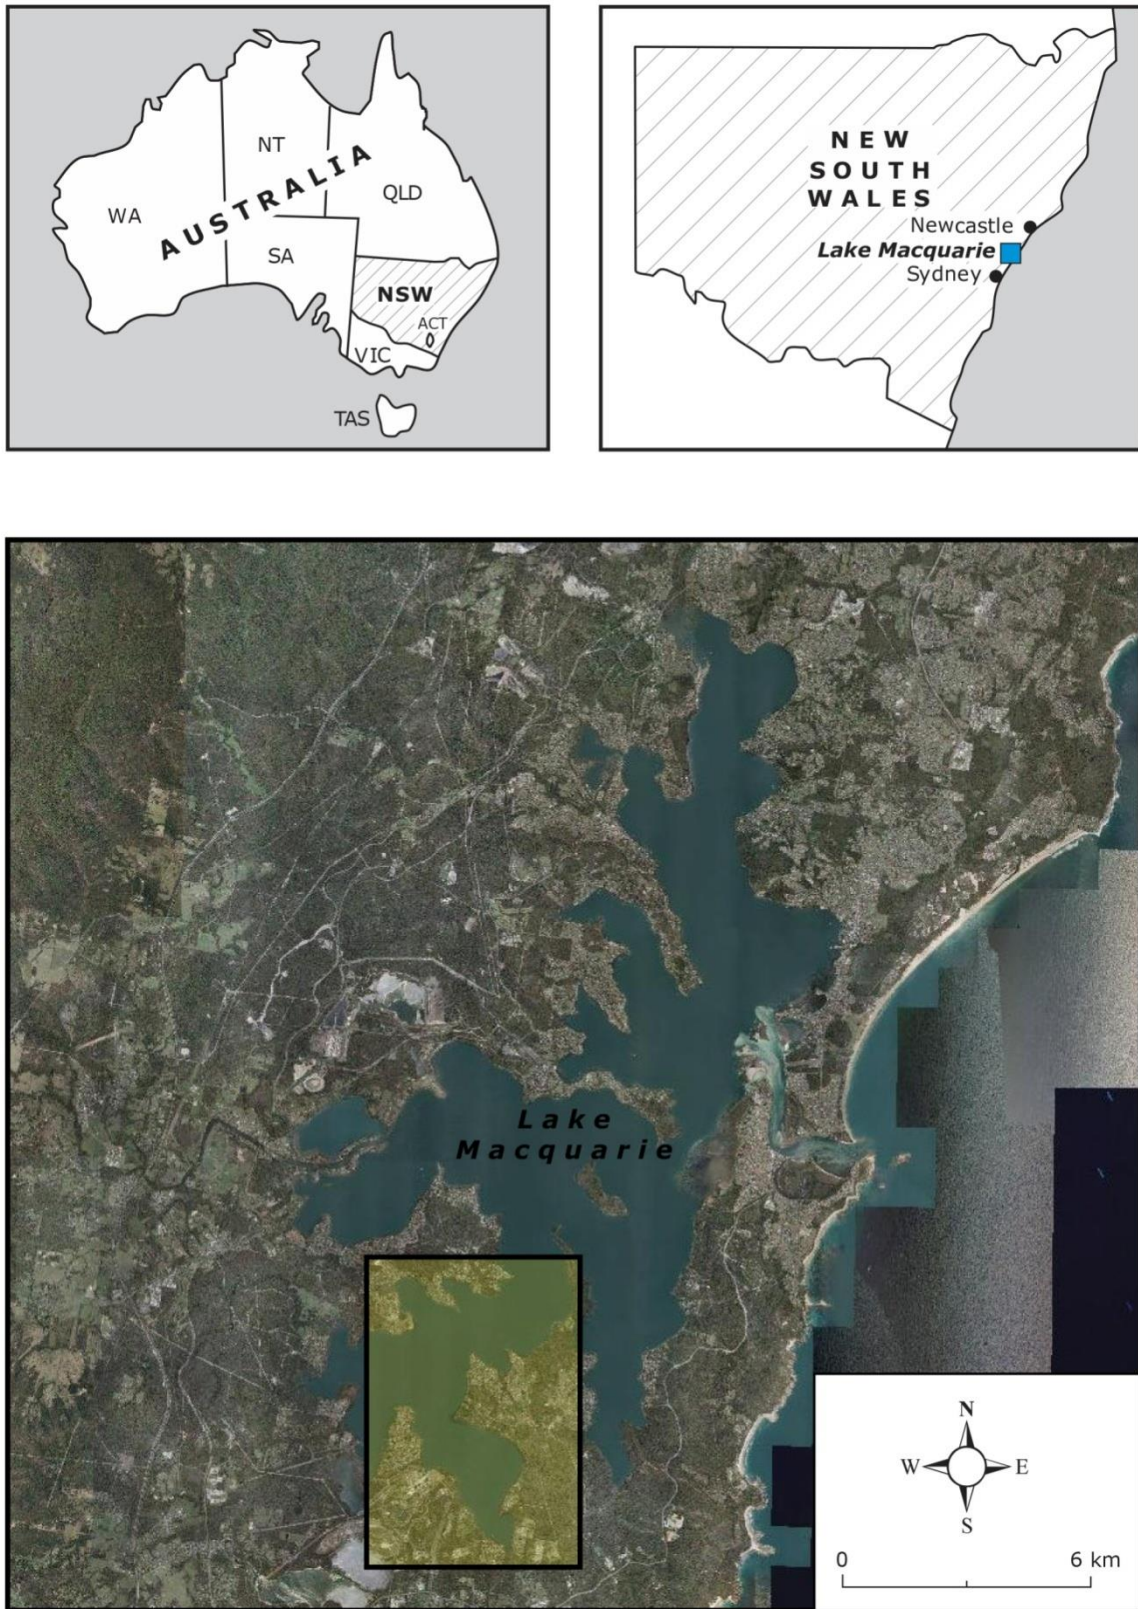 NT
AUSTRALIA
WA
QLD
SA
NSW
ACT
VIC
TAS
NEW
SOUTH
WALES
Newcastle
Lake Macquarie
Sydney
Lake
Macquarie
N
W
E
S
0
6 km